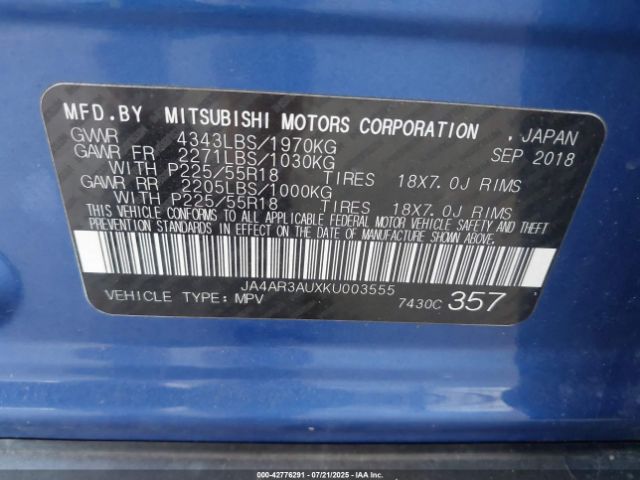 MFD.BY MITSUBISHI MOTORS CORPORATION . JAPAN
GVWR 4343LBS/1970KG SEP 2018
GAWR FR 2271LBS/1030KG
WITH P225/55R18 TIRES 18X7.0J RIMS
GAWR RR 2205LBS/1000KG
WITH P225/55R18 TIRES 18X7.0J RIMS
THIS VEHICLE CONFORMS TO ALL APPLICABLE FEDERAL MOTOR VEHICLE SAFETY AND THEFT
PREVENTION STANDARDS IN EFFECT ON THE DATE OF MANUFACTURE SHOWN ABOVE.
JA4AR3AUXKU003555
VEHICLE TYPE: MPV 7430C 357
000-42776291 - 07/21/2025 - IAAI.COM